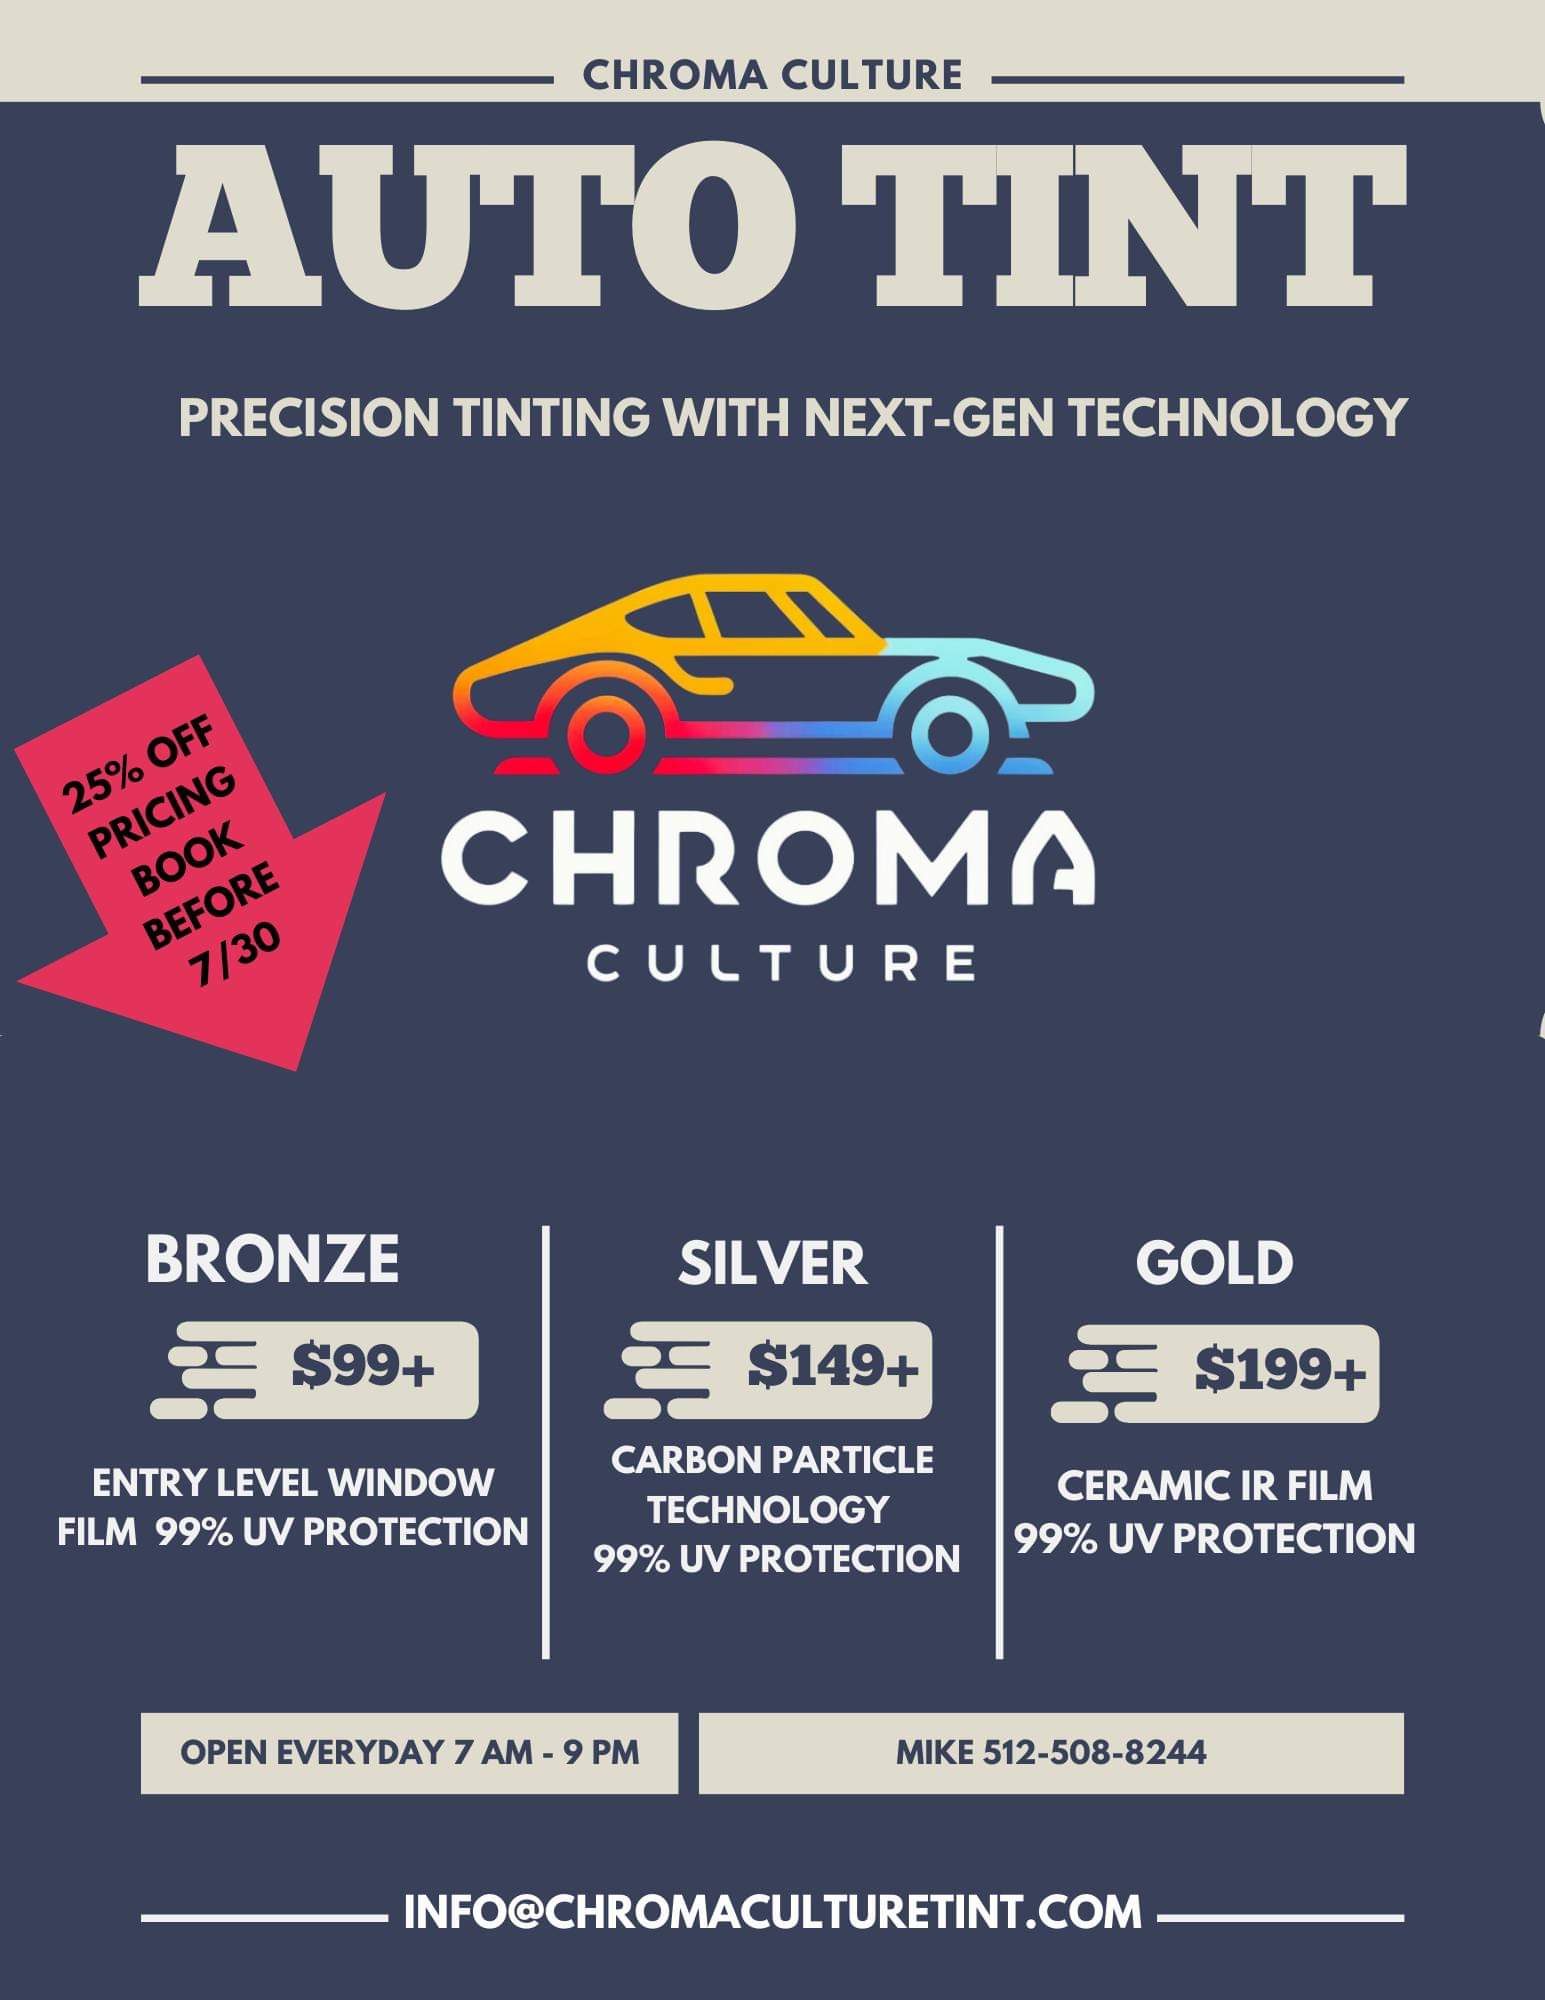 CHROMA CULTURE
AUTO TINT
PRECISION TINTING WITH NEXT-GEN TECHNOLOGY
25% OFF
PRICING
BOOK
BEFORE
7/30
CHROMA
CULTURE
BRONZE
$99+
ENTRY LEVEL WINDOW
FILM 99% UV PROTECTION
SILVER
$149+
CARBON PARTICLE
TECHNOLOGY
99% UV PROTECTION
GOLD
$199+
CERAMIC IR FILM
99% UV PROTECTION
OPEN EVERYDAY 7 AM - 9 PM
MIKE 512-508-8244
INFO@CHROMACULTURETINT.COM